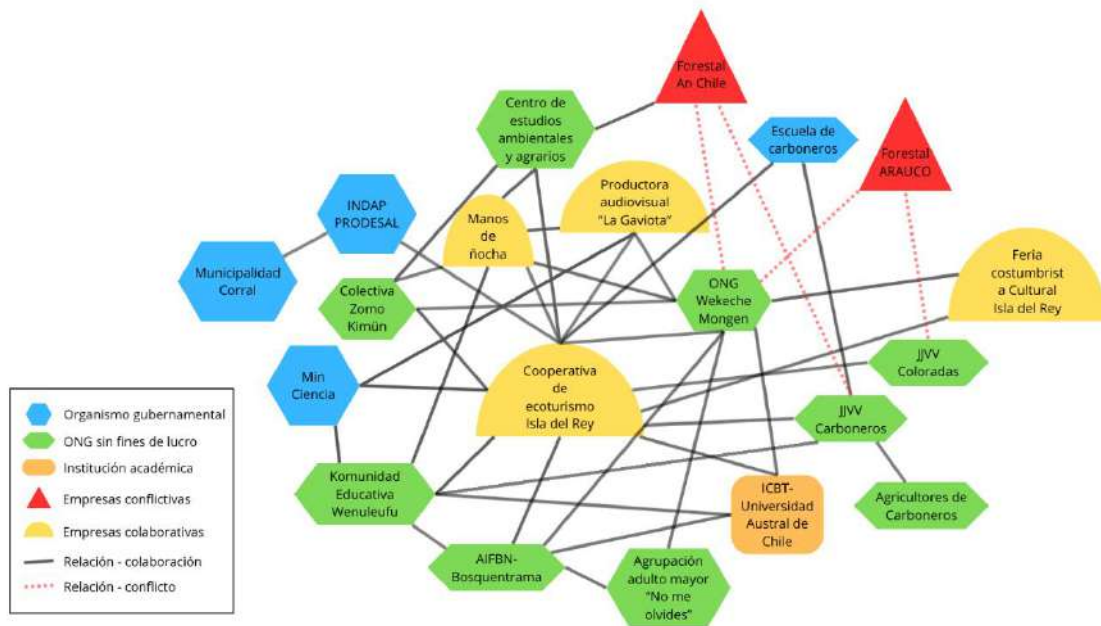 Forestal
An Chile
Centro de
estudios
ambientales
y agrarios
Escuela de
carboneros
Forestal
ARAUCO
Productora
audiovisual
"La Gaviota"
INDAP
PRODESAL
Manos
de
ñocha
Municipalidad
Corral
Colectiva
Zomo
Kimün
ONG
Wekeche
Mongen
Feria
costumbrist
a Cultural
Isla del Rey
Min
Ciencia
Cooperativa
de
ecoturismo
Isla del Rey
JJVV
Coloradas
JJVV
Carboneros
Komunidad
Educativa
Wenuleufu
ICBT-
Universidad
Austral de
Chile
Agricultores de
Carboneros
AIFBN-
Bosquentrama
Agrupación
adulto mayor
"No me
olvides"
Organismo gubernamental
ONG sin fines de lucro
Institución académica
Empresas conflictivas
Empresas colaborativas
Relación - colaboración
Relación - conflicto